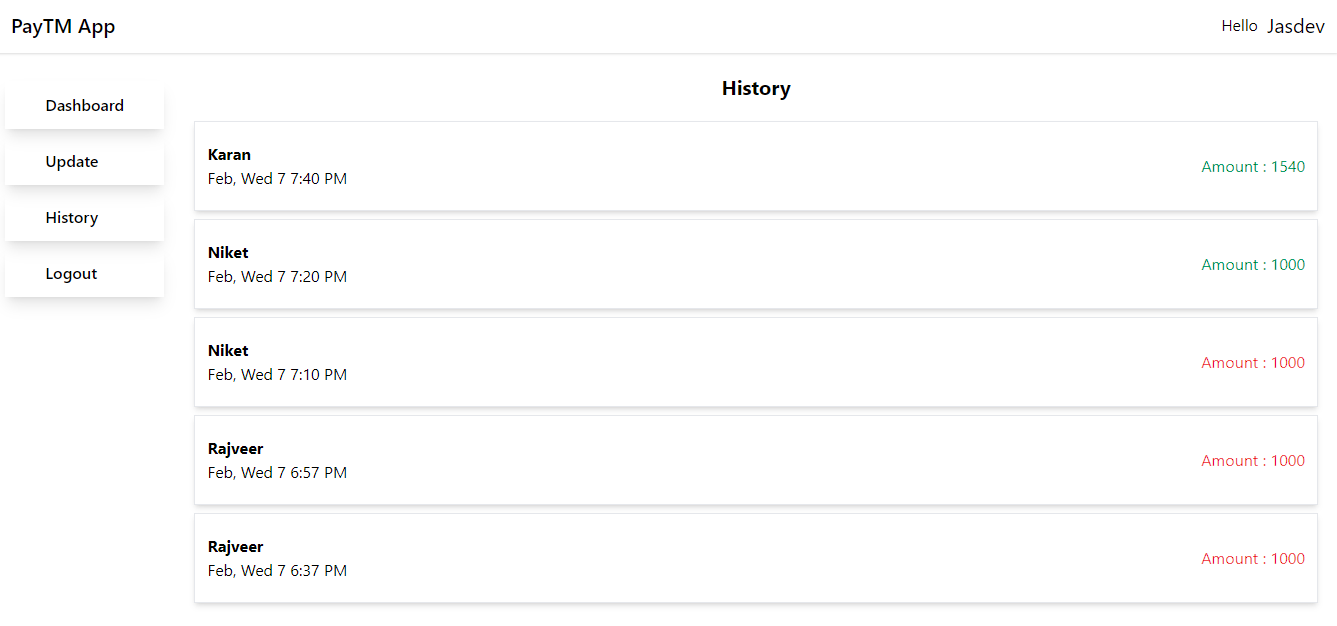 PayTM App
Hello Jasdev
Dashboard
Update
History
Logout
History
Karan
Feb, Wed 7 7:40 PM
Amount : 1540
Niket
Feb, Wed 7 7:20 PM
Amount : 1000
Niket
Feb, Wed 7 7:10 PM
Amount : 1000
Rajveer
Feb, Wed 7 6:57 PM
Amount : 1000
Rajveer
Feb, Wed 7 6:37 PM
Amount : 1000